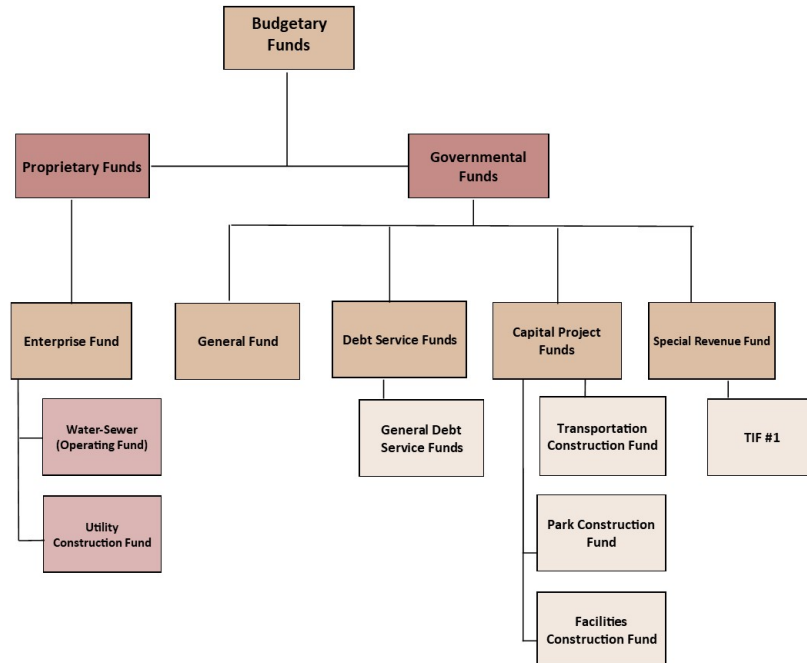 Budgetary
Funds
Proprietary Funds
Governmental
Funds
Enterprise Fund
General Fund
Debt Service Funds
Capital Project
Funds
Special Revenue Fund
Water-Sewer
(Operating Fund)
General Debt
Service Funds
Transportation
Construction Fund
TIF #1
Utility
Construction Fund
Park Construction
Fund
Facilities
Construction Fund